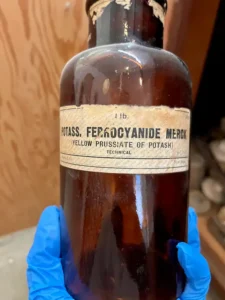 1 lb.
POTASS. FERROCYANIDE MERCK
(YELLOW PRUSSIATE OF POTASH)
TECHNICAL